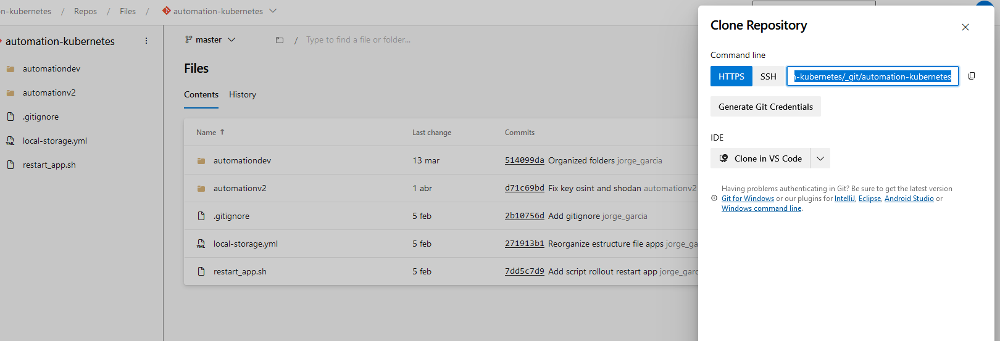 n-kubernetes / Repos / Files / automation-kubernetes
automation-kubernetes
automationdev
automationv2
.gitignore
YML local-storage.yml
restart_app.sh
master / Type to find a file or folder...
Files
Contents History
Name ↑ Last change Commits
automationdev 13 mar 514099da Organized folders jorge_garcia
automationv2 1 abr d71c69bd Fix key osint and shodan automationv2
.gitignore 5 feb 2b10756d Add gitignore jorge_garcia
YML local-storage.yml 5 feb 271913b1 Reorganize estructure file apps jorge_ga
restart_app.sh 5 feb 7dd5c7d9 Add script rollout restart app jorge_garc
Clone Repository
Command line
HTTPS SSH n-kubernetes/_git/automation-kubernetes
Generate Git Credentials
IDE
Clone in VS Code
Having problems authenticating in Git? Be sure to get the latest version
Git for Windows or our plugins for IntelliJ, Eclipse, Android Studio or
Windows command line.